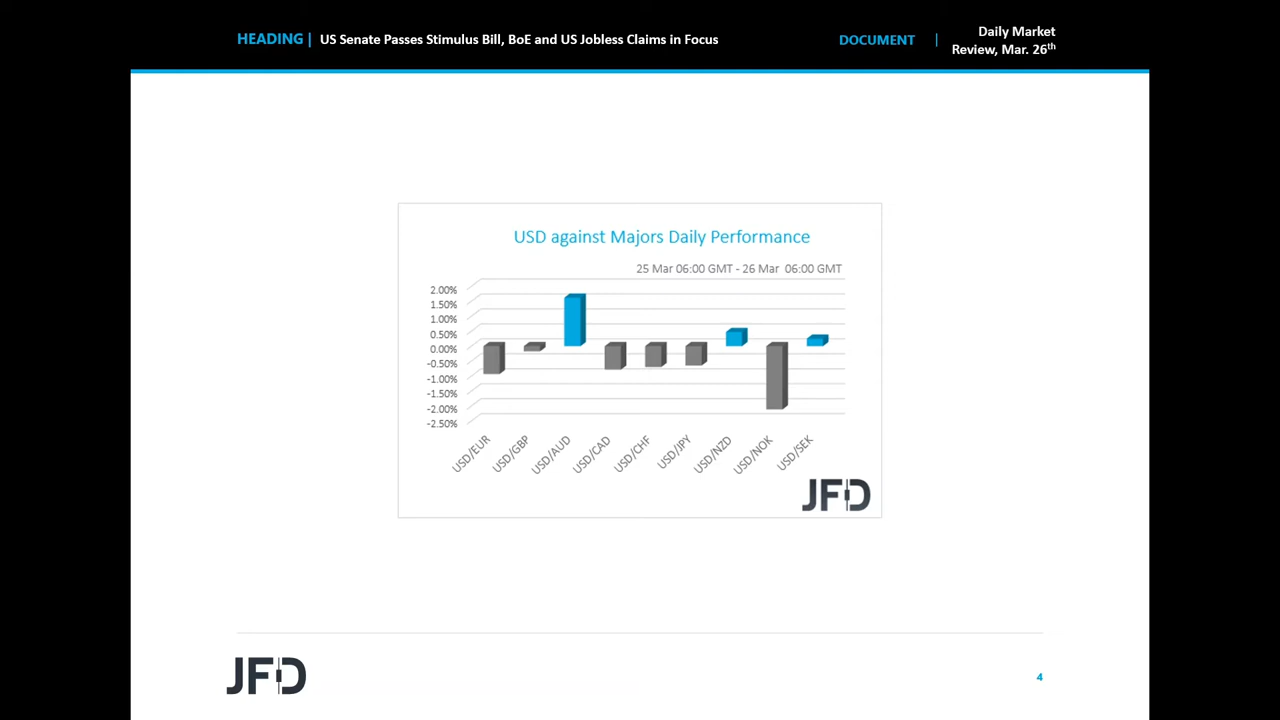 HEADING | US Senate Passes Stimulus Bill, BoE and US Jobless Claims in Focus
DOCUMENT | Daily Market
Review, Mar. 26th
USD against Majors Daily Performance
25 Mar 06:00 GMT - 26 Mar 06:00 GMT
2.00%
1.50%
1.00%
0.50%
0.00%
-0.50%
-1.00%
-1.50%
-2.00%
-2.50%
USD/EUR
USD/GBP
USD/AUD
USD/CAD
USD/CHF
USD/JPY
USD/NZD
USD/NOK
USD/SEK
JFD
JFD
4